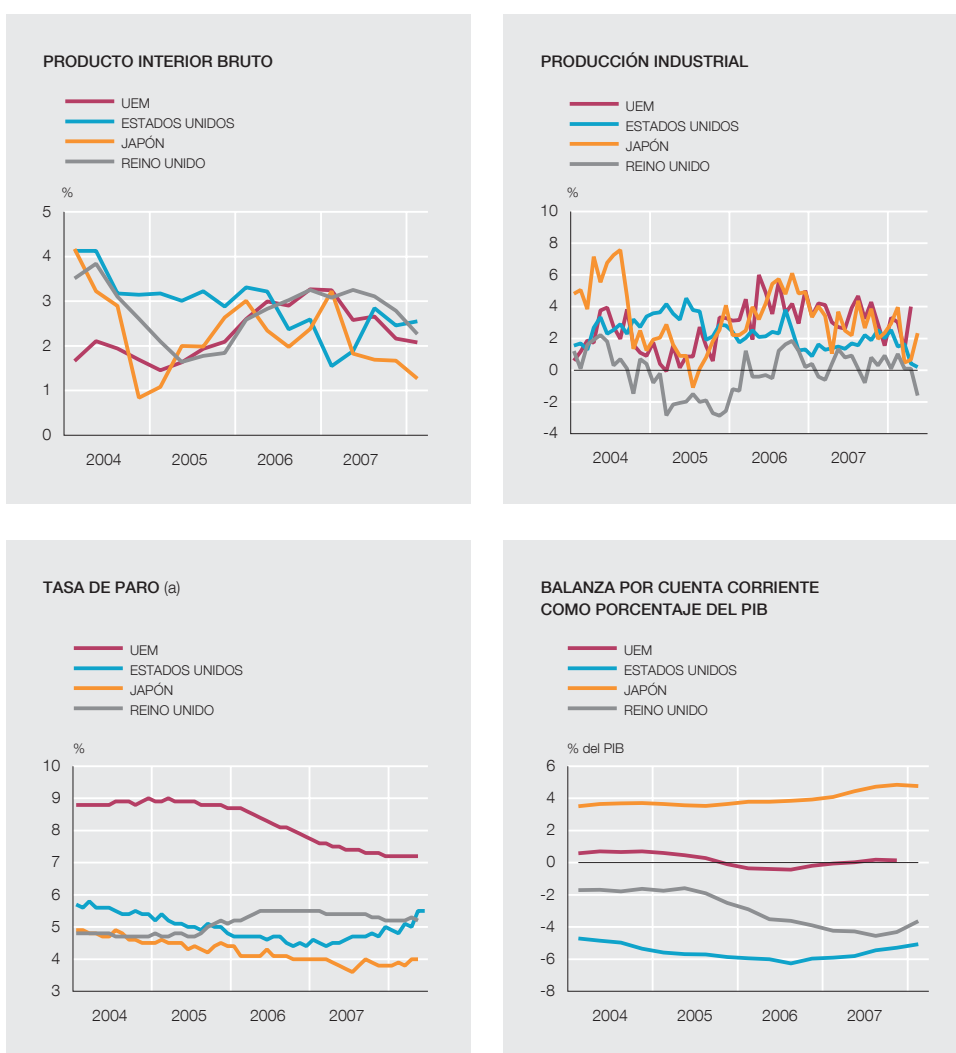 PRODUCTO INTERIOR BRUTO
UEM
ESTADOS UNIDOS
JAPÓN
REINO UNIDO
%
5
4
3
2
1
0
2004 2005 2006 2007
PRODUCCIÓN INDUSTRIAL
UEM
ESTADOS UNIDOS
JAPÓN
REINO UNIDO
%
10
8
6
4
2
0
-2
-4
2004 2005 2006 2007
TASA DE PARO (a)
UEM
ESTADOS UNIDOS
JAPÓN
REINO UNIDO
%
10
9
8
7
6
5
4
3
2004 2005 2006 2007
BALANZA POR CUENTA CORRIENTE
COMO PORCENTAJE DEL PIB
UEM
ESTADOS UNIDOS
JAPÓN
REINO UNIDO
% del PIB
6
4
2
0
-2
-4
-6
-8
2004 2005 2006 2007